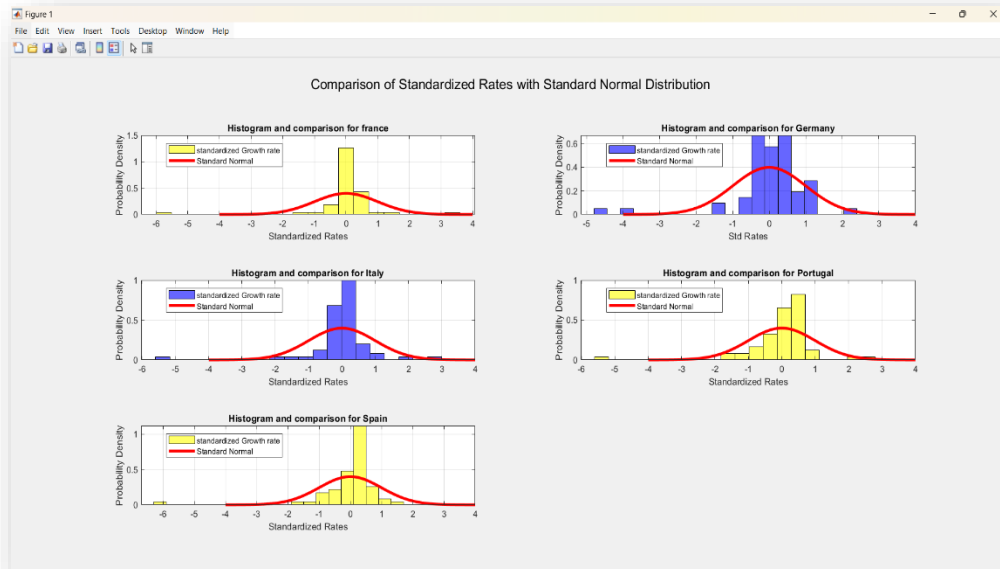 Figure 1
File Edit View Insert Tools Desktop Window Help
Comparison of Standardized Rates with Standard Normal Distribution
Histogram and comparison for france
Probability Density
1.5
1
0.5
0
standardized Growth rate
Standard Normal
-6 -5 -4 -3 -2 -1 0 1 2 3 4
Standardized Rates
Histogram and comparison for Germany
Probability Density
0.6
0.4
0.2
0
standardized Growth rate
Standard Normal
-5 -4 -3 -2 -1 0 1 2 3 4
Std Rates
Histogram and comparison for Italy
Probability Density
1
0.5
0
standardized Growth rate
Standard Normal
-6 -5 -4 -3 -2 -1 0 1 2 3 4
Standardized Rates
Histogram and comparison for Portugal
Probability Density
1
0.5
0
standardized Growth rate
Standard Normal
-6 -5 -4 -3 -2 -1 0 1 2 3 4
Standardized Rates
Histogram and comparison for Spain
Probability Density
1
0.5
0
standardized Growth rate
Standard Normal
-6 -5 -4 -3 -2 -1 0 1 2 3 4
Standardized Rates